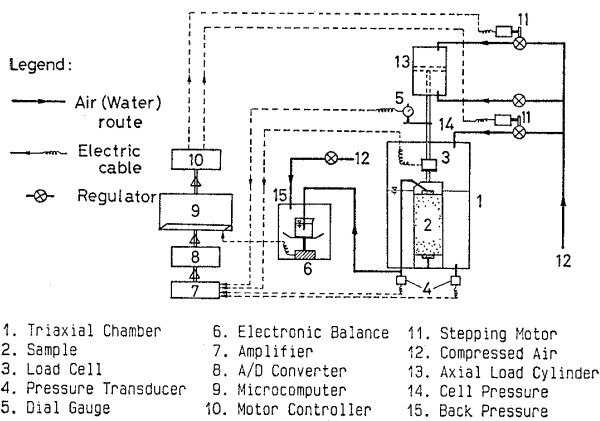 11
13
Legend:
5
11
Air (Water)
route
14
10
3
Electric
cable
12
15
1
Regulator
9
2
8
6
12
7
4
1. Triaxial Chamber
2. Sample
3. Load Cell
4. Pressure Transducer
5. Dial Gauge
6. Electronic Balance
7. Amplifier
8. A/D Converter
9. Microcomputer
10. Motor Controller
11. Stepping Motor
12. Compressed Air
13. Axial Load Cylinder
14. Cell Pressure
15. Back Pressure